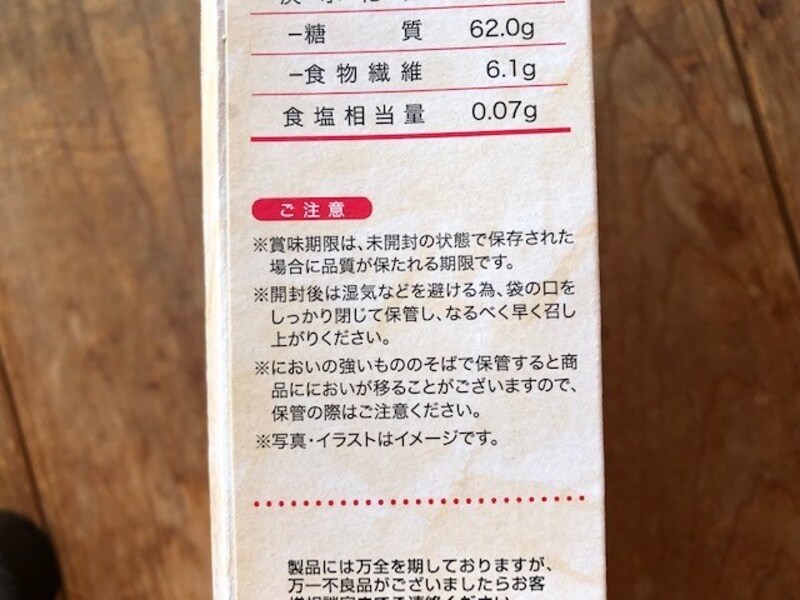 −糖質 62.0g
−食物繊維 6.1g
食塩相当量 0.07g
ご注意
※賞味期限は、未開封の状態で保存された
場合に品質が保たれる期限です。
※開封後は湿気などを避ける為、袋の口を
しっかり閉じて保管し、なるべく早く召し
上がりください。
※においの強いもののそばで保管すると商
品ににおいが移ることがございますので、
保管の際はご注意ください。
※写真・イラストはイメージです。
製品には万全を期しておりますが、
万一不良品がございましたらお客